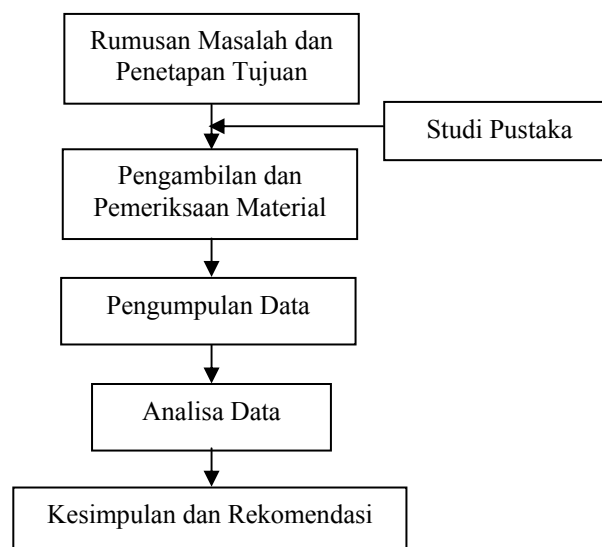 Rumusan Masalah dan
Penetapan Tujuan
Studi Pustaka
Pengambilan dan
Pemeriksaan Material
Pengumpulan Data
Analisa Data
Kesimpulan dan Rekomendasi